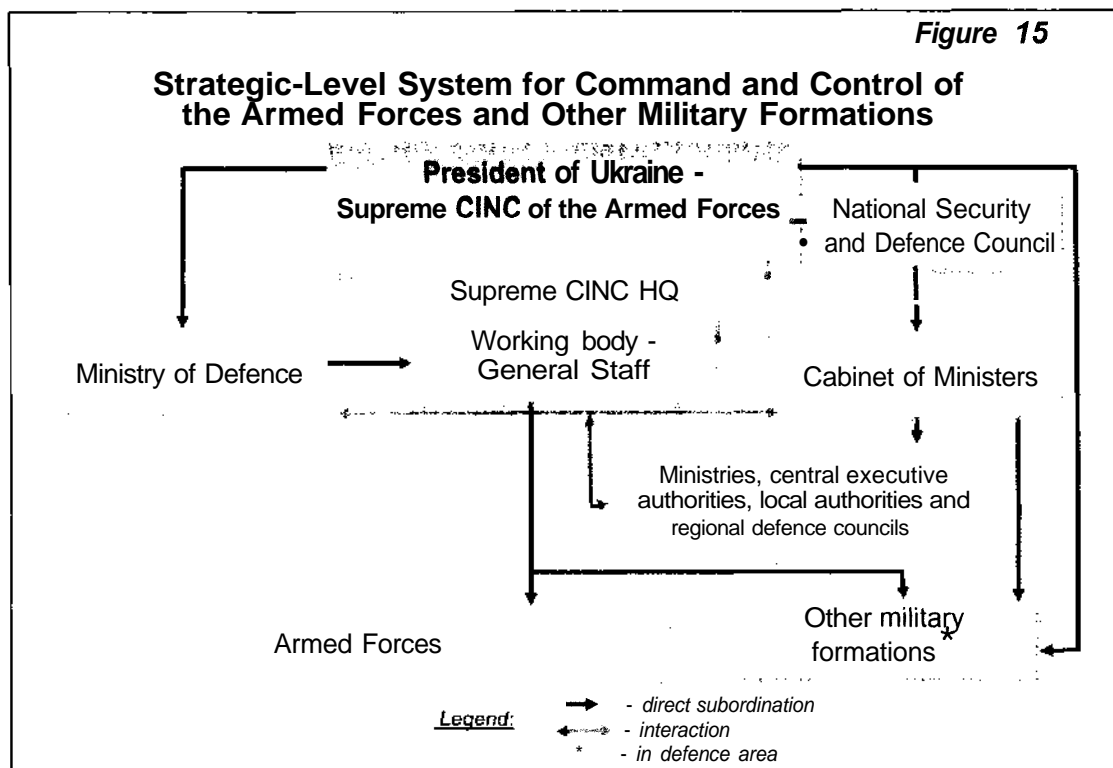 Figure 15
Strategic-Level System for Command and Control of
the Armed Forces and Other Military Formations
President of Ukraine -
Supreme CINC of the Armed Forces
National Security
• and Defence Council
Supreme CINC HQ
Working body -
General Staff
Ministry of Defence
Cabinet of Ministers
Ministries, central executive
authorities, local authorities and
regional defence councils
Armed Forces
Other military
formations*
Legend:
- direct subordination
- interaction
* - in defence area